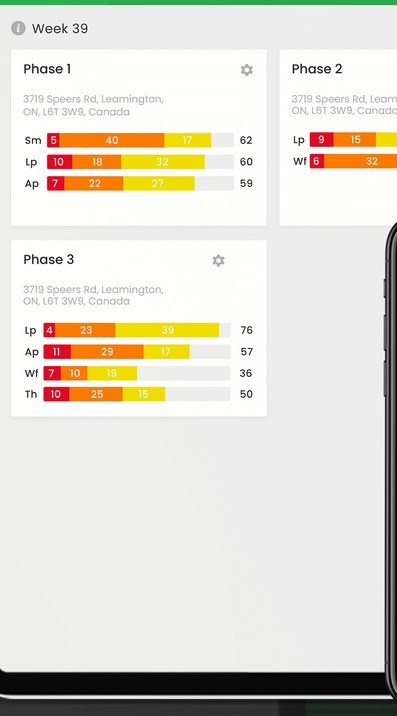 Week 39
Phase 1
3719 Speers Rd, Leamington,
ON, L6T 3W9, Canada
Sm 5 40 17 62
Lp 10 18 32 60
Ap 7 22 27 59
Phase 2
3719 Speers Rd, Leam
ON, L6T 3W9, Canada
Lp 9 15
Wf 6 32
Phase 3
3719 Speers Rd, Leamington,
ON, L6T 3W9, Canada
Lp 4 23 39 76
Ap 11 29 17 57
Wf 7 10 19 36
Th 10 25 15 50